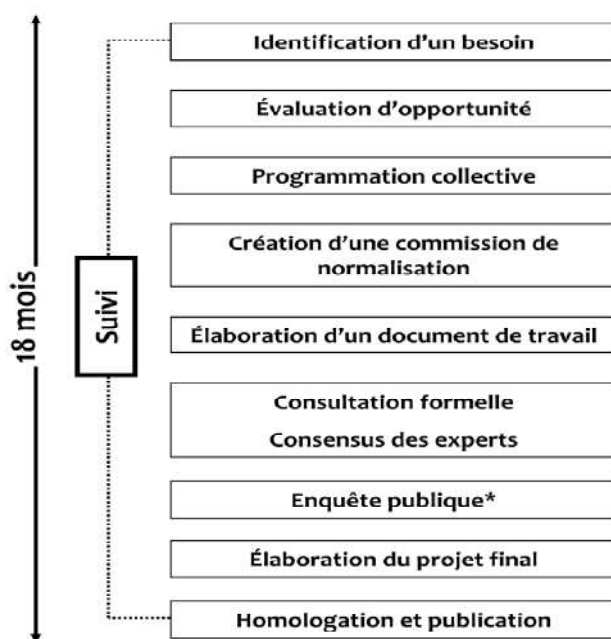 Identification d'un besoin
Évaluation d'opportunité
Programmation collective
Création d'une commission de
normalisation
Élaboration d'un document de travail
Consultation formelle
Consensus des experts
Enquête publique*
Élaboration du projet final
Homologation et publication
Suivi
18 mois